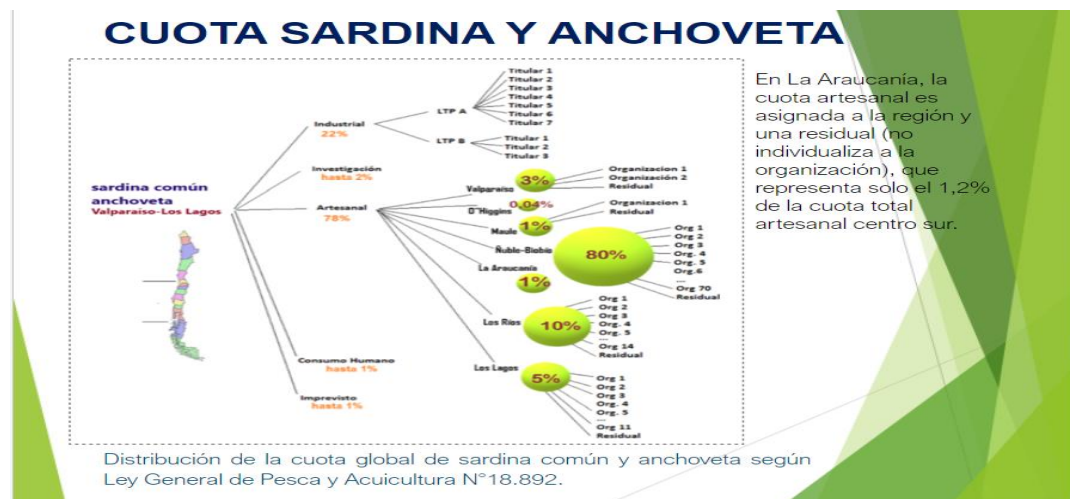 CUOTA SARDINA Y ANCHOVETA
En La Araucanía, la
cuota artesanal es
asignada a la región y
una residual (no
individualiza a la
organización), que
representa sólo el 1,2%
de la cuota total
artesanal centro sur.
sardina común
anchoveta
Valparaíso-Los Lagos
Industrial
22%
LTP A
Titular 1
Titular 2
Titular 3
Titular 4
Titular 5
Titular 6
Titular 7
LTP B
Titular 1
Titular 2
Titular 3
Investigación
hasta 2%
Artesanal
78%
Valparaíso
3%
Organizacion 1
Organización 2
Residual
O´Higgins
0.04%
Maule
1%
Organizacion 1
Residual
Ñuble-Biobío
80%
Org 1
Org 2
Org 3
Org. 4
Org. 5
Org.6
...
Org 70
Residual
La Araucanía
1%
Los Ríos
10%
Org 1
Org 2
Org 3
Org. 4
Org. 5
...
Org 14
Residual
Los Lagos
5%
Org 1
Org 2
Org 3
Org. 4
Org. 5
...
Org 11
Residual
Consumo Humano
hasta 1%
Imprevisto
hasta 1%
Distribución de la cuota global de sardina común y anchoveta según
Ley General de Pesca y Acuicultura N°18.892.